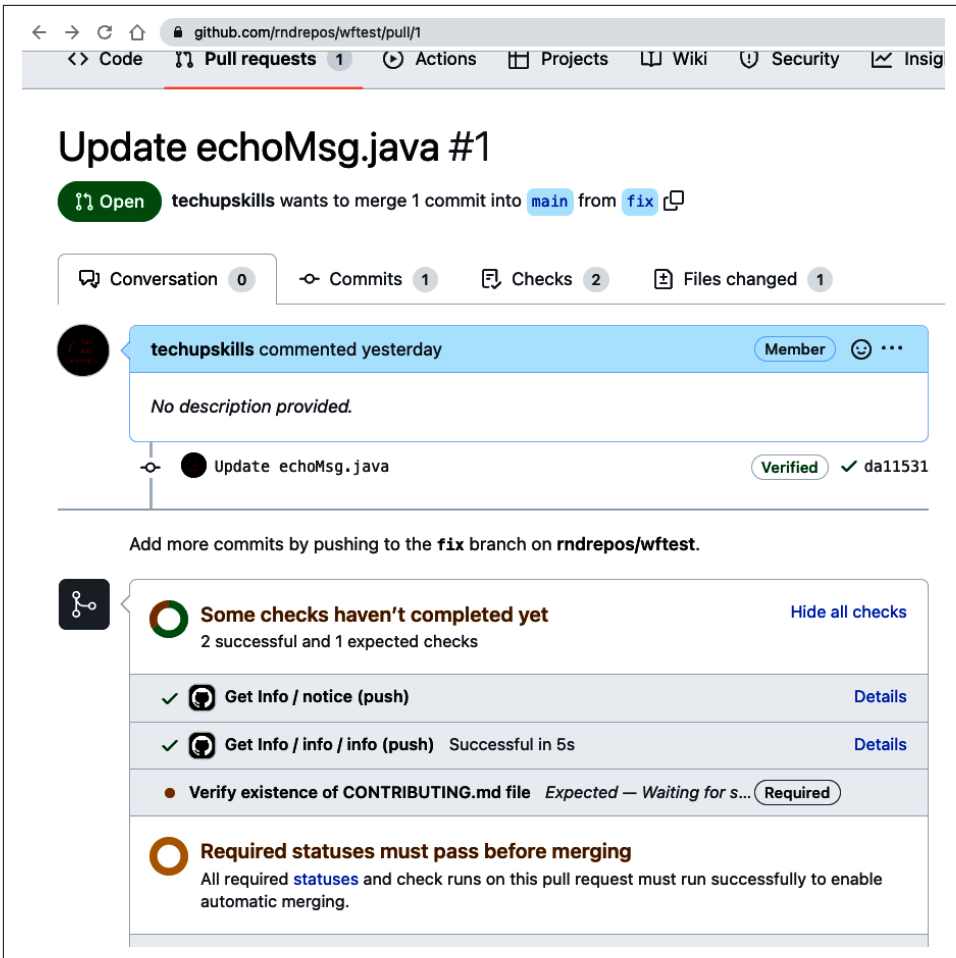 github.com/rndrepos/wftest/pull/1
Code Pull requests 1 Actions Projects Wiki Security Insig
Update echoMsg.java #1
Open techupskills wants to merge 1 commit into main from fix
Conversation 0 Commits 1 Checks 2 Files changed 1
techupskills commented yesterday Member
No description provided.
Update echoMsg.java Verified da11531
Add more commits by pushing to the fix branch on rndrepos/wftest.
Some checks haven't completed yet Hide all checks
2 successful and 1 expected checks
Get Info / notice (push) Details
Get Info / info / info (push) Successful in 5s Details
Verify existence of CONTRIBUTING.md file Expected — Waiting for s... Required
Required statuses must pass before merging
All required statuses and check runs on this pull request must run successfully to enable
automatic merging.